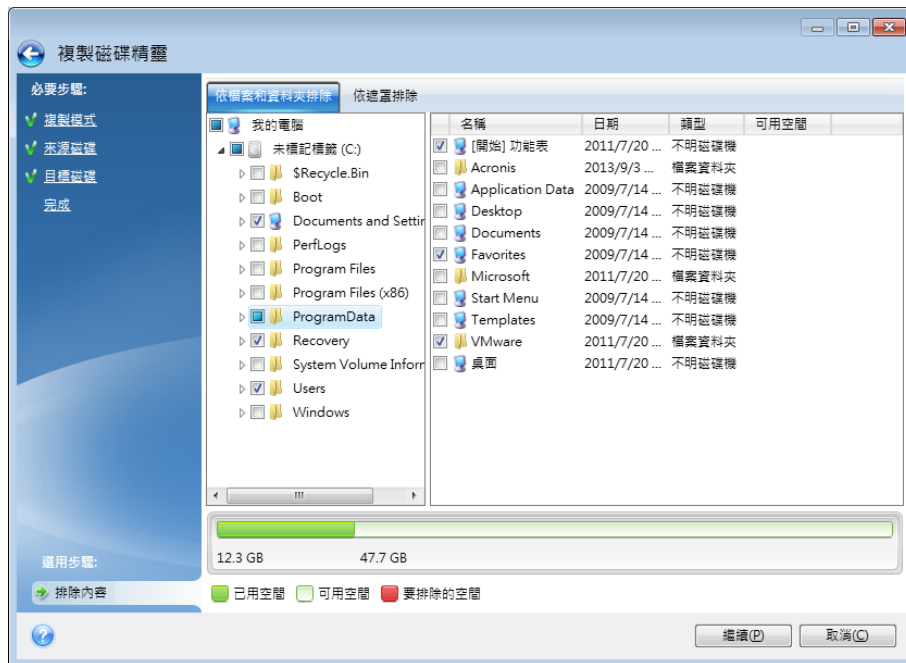 複製磁碟精靈
必要步驟:
複製模式
來源磁碟
目標磁碟
完成
選用步驟:
排除內容
依檔案和資料夾排除
依遮罩排除
我的電腦
未標記標籤 (C:)
$Recycle.Bin
Boot
Documents and Settir
PerfLogs
Program Files
Program Files (x86)
ProgramData
Recovery
System Volume Inforr
Users
Windows
名稱 日期 類型 可用空間
[開始] 功能表 2011/7/20 ... 不明磁碟機
Acronis 2013/9/3 ... 檔案資料夾
Application Data 2009/7/14 ... 不明磁碟機
Desktop 2009/7/14 ... 不明磁碟機
Documents 2009/7/14 ... 不明磁碟機
Favorites 2009/7/14 ... 不明磁碟機
Microsoft 2011/7/20 ... 檔案資料夾
Start Menu 2009/7/14 ... 不明磁碟機
Templates 2009/7/14 ... 不明磁碟機
VMware 2011/7/20 ... 檔案資料夾
桌面 2011/7/20 ... 不明磁碟機
12.3 GB 47.7 GB
已用空間 可用空間 要排除的空間
繼續(P) 取消(C)